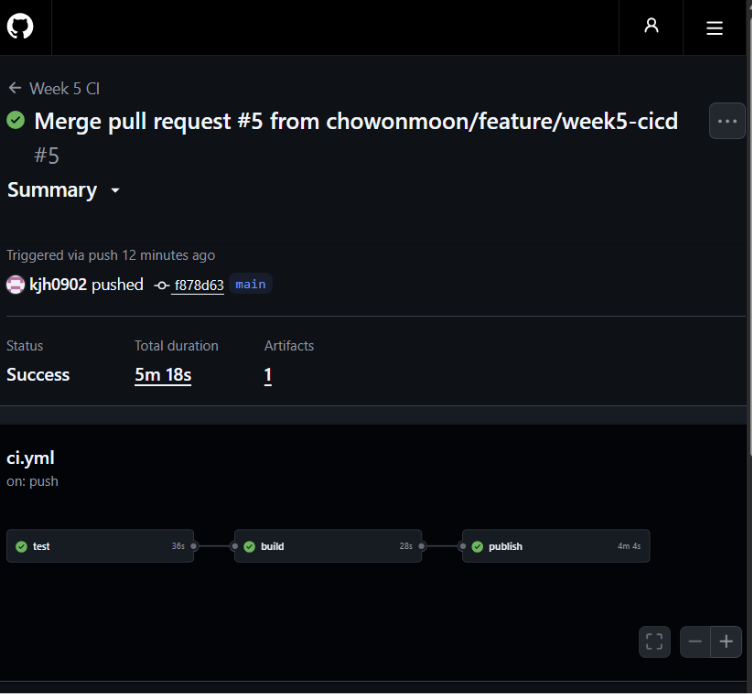 ← Week 5 CI
Merge pull request #5 from chowonmoon/feature/week5-cicd
#5
Summary
Triggered via push 12 minutes ago
kjh0902 pushed f878d63 main
Status Total duration Artifacts
Success 5m 18s 1
ci.yml
on: push
test 36s build 28s publish 4m 4s